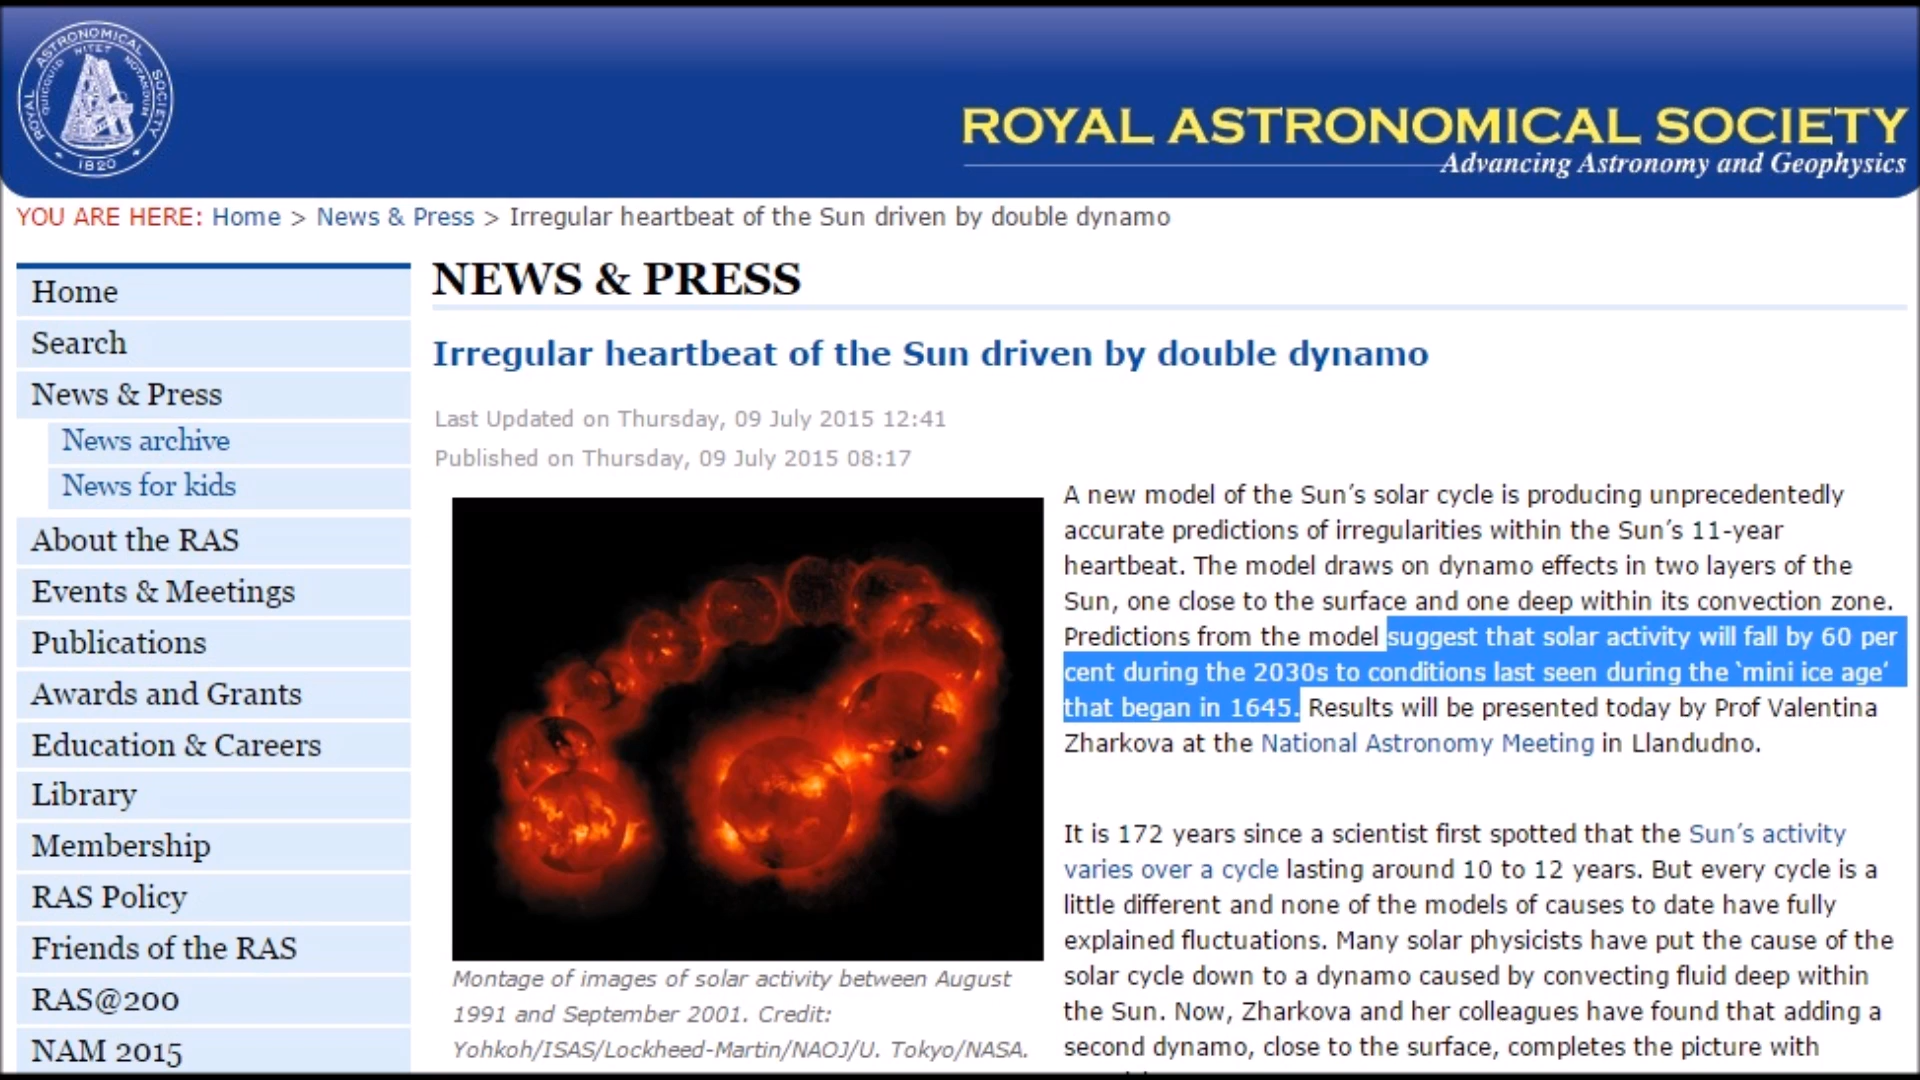 ROYAL ASTRONOMICAL SOCIETY
QUICQUID NITET NOTANDUM
1820
ROYAL ASTRONOMICAL SOCIETY
Advancing Astronomy and Geophysics
YOU ARE HERE: Home > News & Press > Irregular heartbeat of the Sun driven by double dynamo
Home
Search
News & Press
News archive
News for kids
About the RAS
Events & Meetings
Publications
Awards and Grants
Education & Careers
Library
Membership
RAS Policy
Friends of the RAS
RAS@200
NAM 2015
NEWS & PRESS
Irregular heartbeat of the Sun driven by double dynamo
Last Updated on Thursday, 09 July 2015 12:41
Published on Thursday, 09 July 2015 08:17
Montage of images of solar activity between August
1991 and September 2001. Credit:
Yohkoh/ISAS/Lockheed-Martin/NAOJ/U. Tokyo/NASA.
A new model of the Sun’s solar cycle is producing unprecedentedly
accurate predictions of irregularities within the Sun’s 11-year
heartbeat. The model draws on dynamo effects in two layers of the
Sun, one close to the surface and one deep within its convection zone.
Predictions from the model suggest that solar activity will fall by 60 per
cent during the 2030s to conditions last seen during the ‘mini ice age’
that began in 1645. Results will be presented today by Prof Valentina
Zharkova at the National Astronomy Meeting in Llandudno.
It is 172 years since a scientist first spotted that the Sun’s activity
varies over a cycle lasting around 10 to 12 years. But every cycle is a
little different and none of the models of causes to date have fully
explained fluctuations. Many solar physicists have put the cause of the
solar cycle down to a dynamo caused by convecting fluid deep within
the Sun. Now, Zharkova and her colleagues have found that adding a
second dynamo, close to the surface, completes the picture with